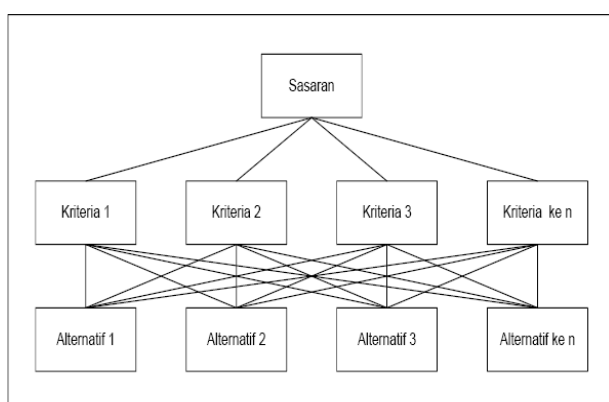 Sasaran
Kriteria 1
Kriteria 2
Kriteria 3
Kriteria ke n
Alternatif 1
Alternatif 2
Alternatif 3
Alternatif ke n